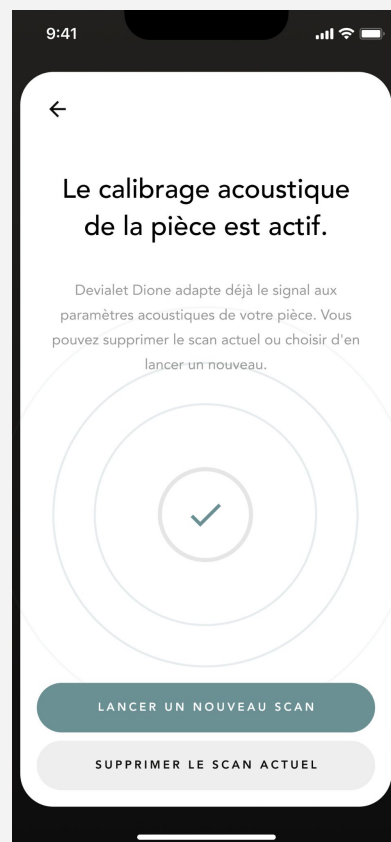 9:41
Le calibrage acoustique
de la pièce est actif.
Devialet Dione adapte déjà le signal aux
paramètres acoustiques de votre pièce. Vous
pouvez supprimer le scan actuel ou choisir d'en
lancer un nouveau.
LANCER UN NOUVEAU SCAN
SUPPRIMER LE SCAN ACTUEL